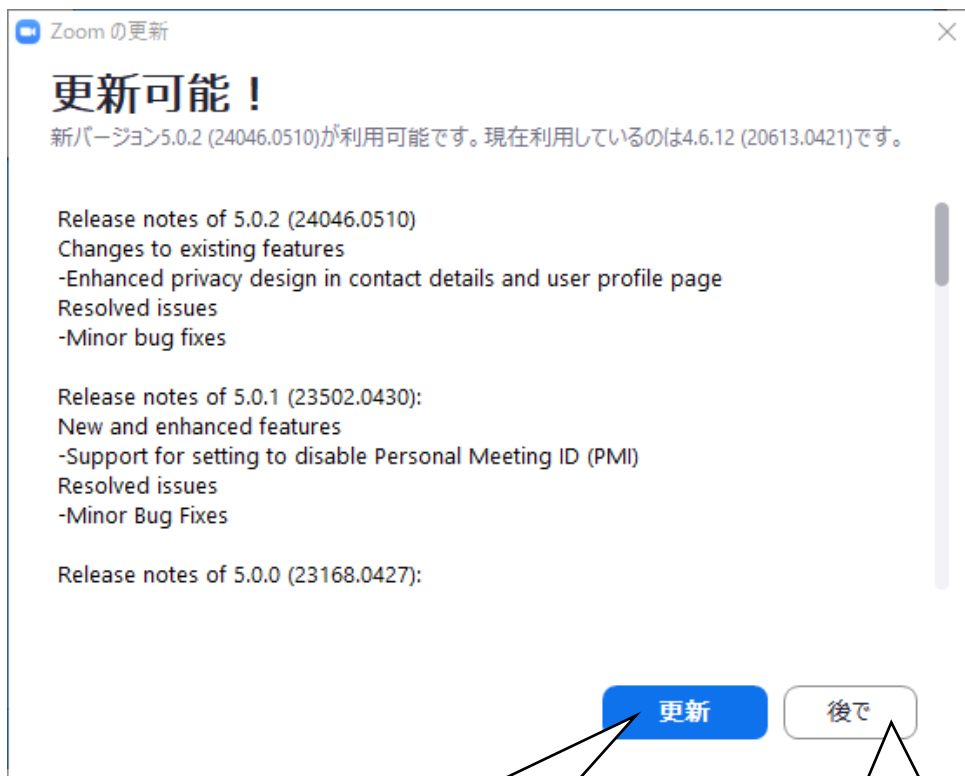 Zoom の更新
更新可能！
新バージョン5.0.2 (24046.0510)が利用可能です。現在利用しているのは4.6.12 (20613.0421)です。
Release notes of 5.0.2 (24046.0510)
Changes to existing features
-Enhanced privacy design in contact details and user profile page
Resolved issues
-Minor bug fixes
Release notes of 5.0.1 (23502.0430):
New and enhanced features
-Support for setting to disable Personal Meeting ID (PMI)
Resolved issues
-Minor Bug Fixes
Release notes of 5.0.0 (23168.0427):
更新 後で